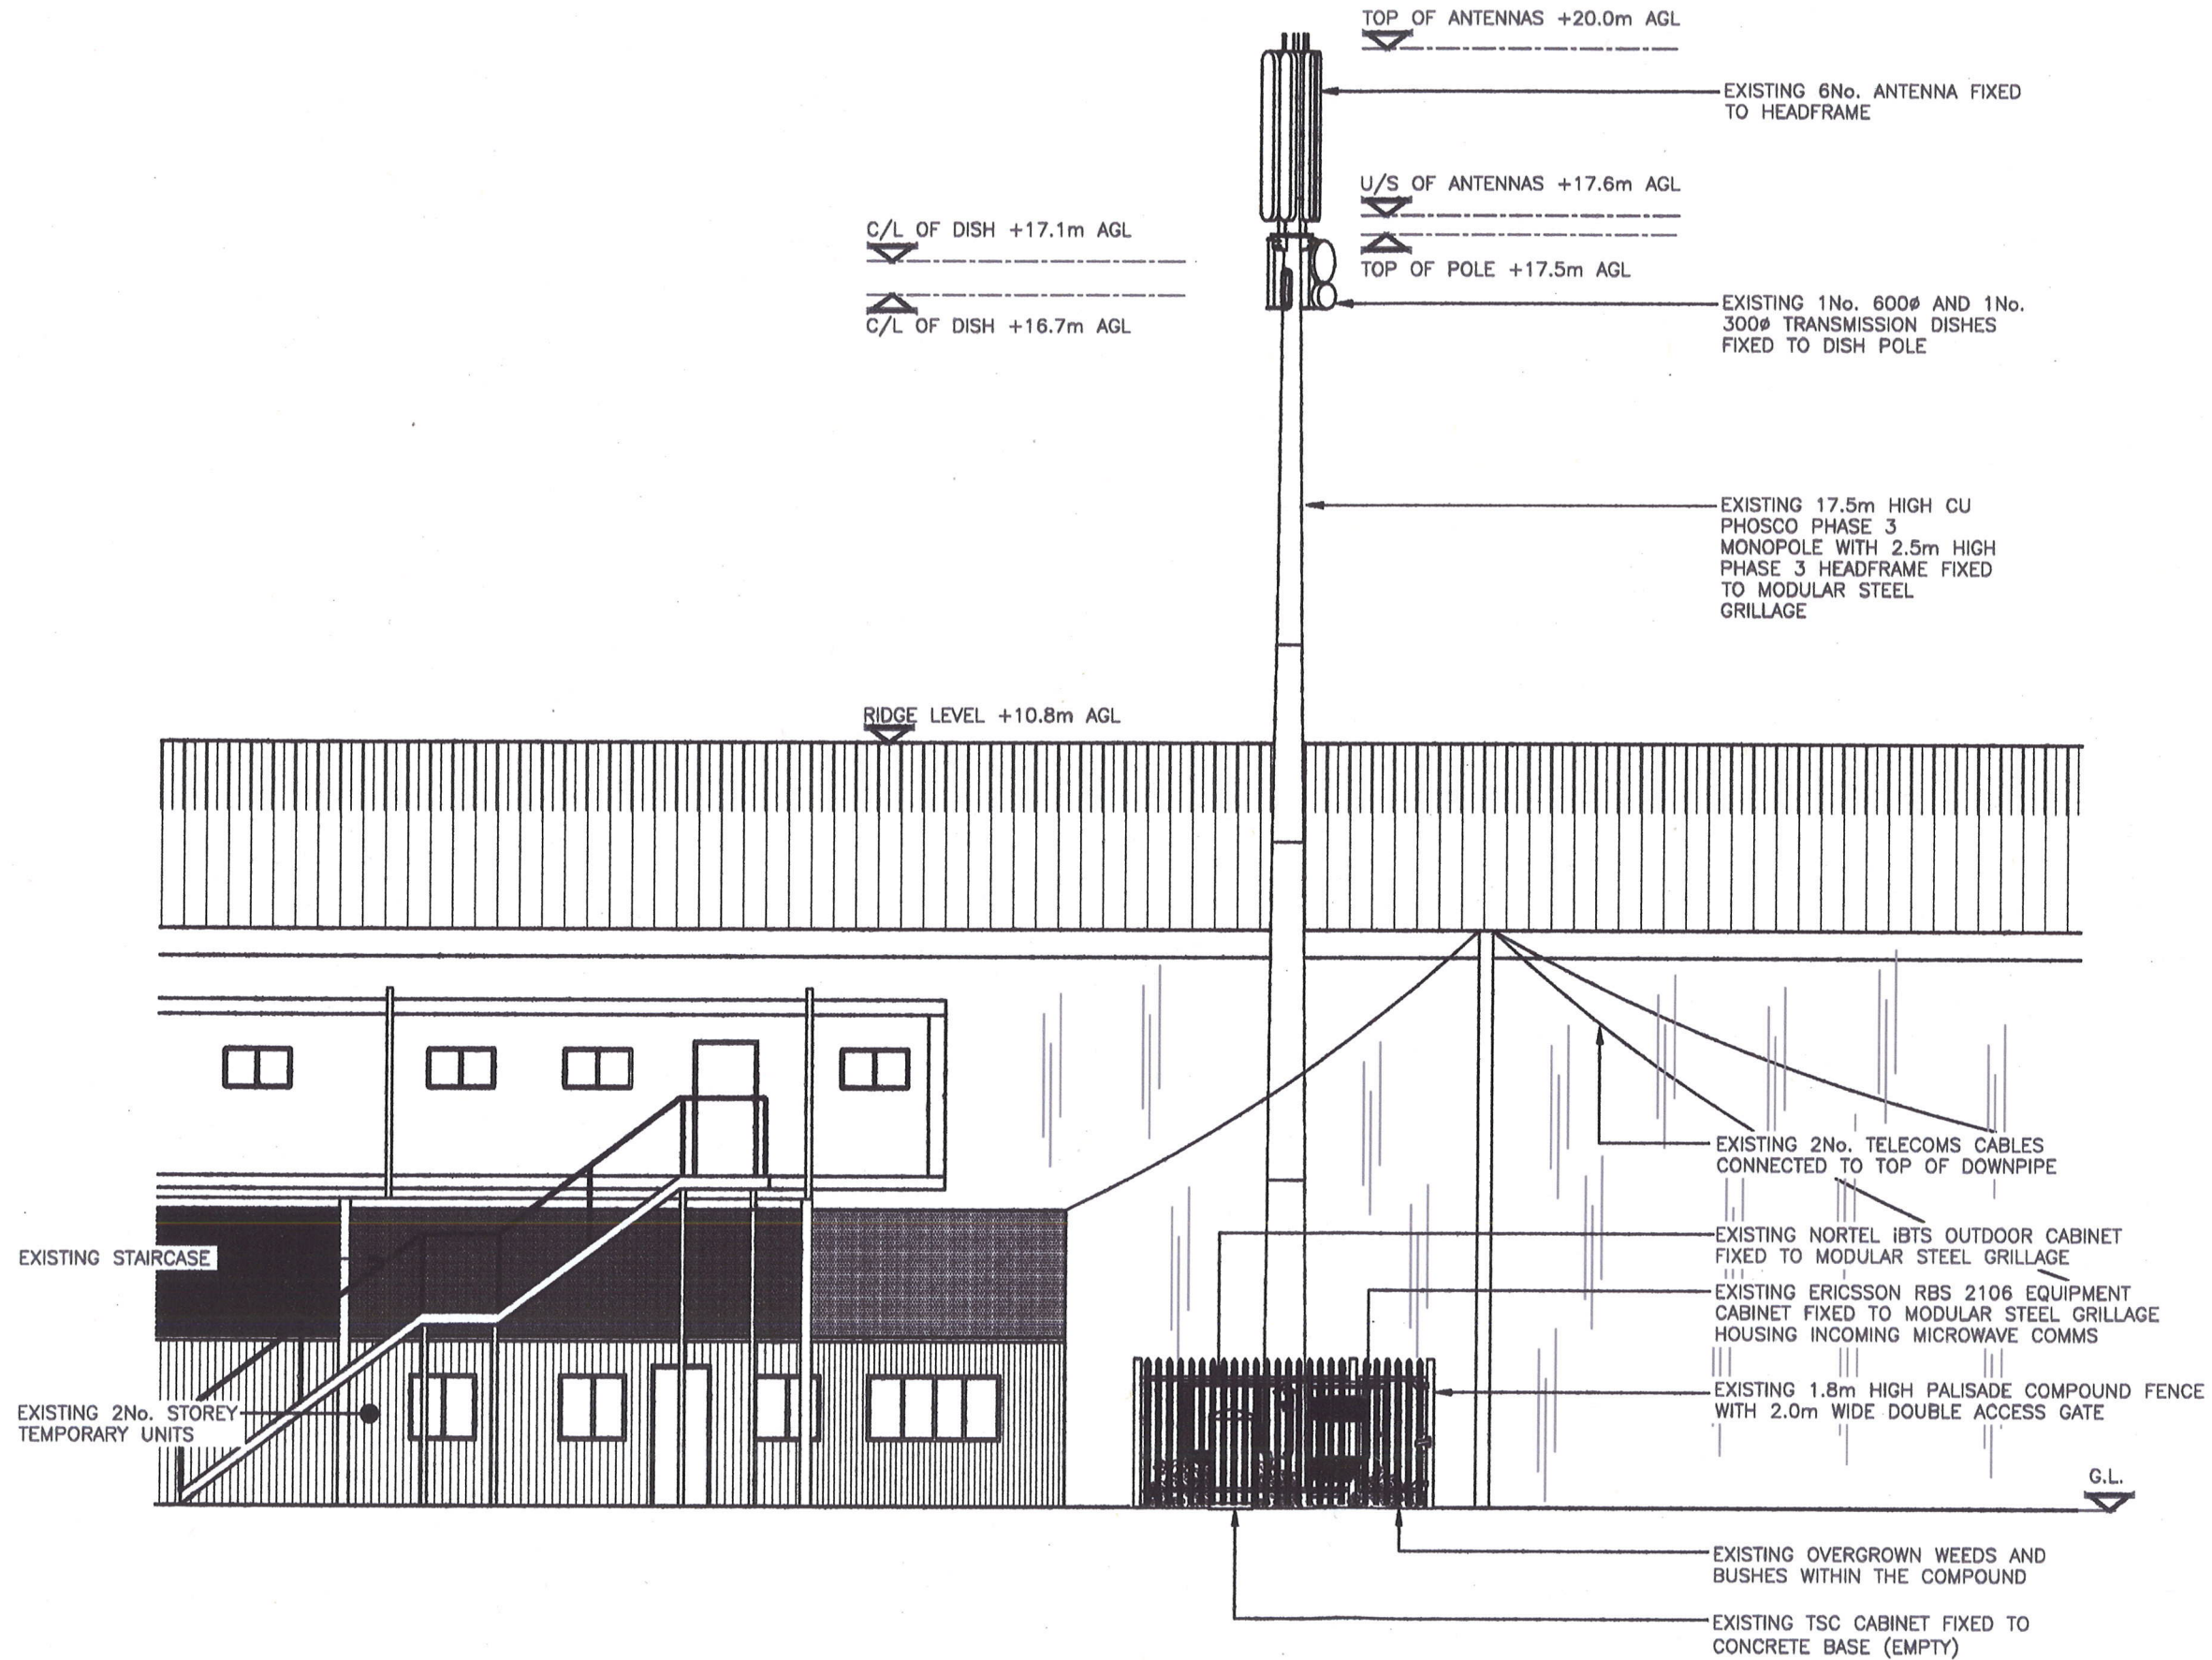 TOP OF ANTENNAS +20.0m AGL
EXISTING 6No. ANTENNA FIXED
TO HEADFRAME
U/S OF ANTENNAS +17.6m AGL
C/L OF DISH +17.1m AGL
TOP OF POLE +17.5m AGL
C/L OF DISH +16.7m AGL
EXISTING 1No. 600ø AND 1No.
300ø TRANSMISSION DISHES
FIXED TO DISH POLE
EXISTING 17.5m HIGH CU
PHOSCO PHASE 3
MONOPOLE WITH 2.5m HIGH
PHASE 3 HEADFRAME FIXED
TO MODULAR STEEL
GRILLAGE
RIDGE LEVEL +10.8m AGL
EXISTING 2No. TELECOMS CABLES
CONNECTED TO TOP OF DOWNPIPE
EXISTING NORTEL iBTS OUTDOOR CABINET
FIXED TO MODULAR STEEL GRILLAGE
EXISTING STAIRCASE
EXISTING ERICSSON RBS 2106 EQUIPMENT
CABINET FIXED TO MODULAR STEEL GRILLAGE
HOUSING INCOMING MICROWAVE COMMS
EXISTING 1.8m HIGH PALISADE COMPOUND FENCE
WITH 2.0m WIDE DOUBLE ACCESS GATE
EXISTING 2No. STOREY
TEMPORARY UNITS
G.L.
EXISTING OVERGROWN WEEDS AND
BUSHES WITHIN THE COMPOUND
EXISTING TSC CABINET FIXED TO
CONCRETE BASE (EMPTY)